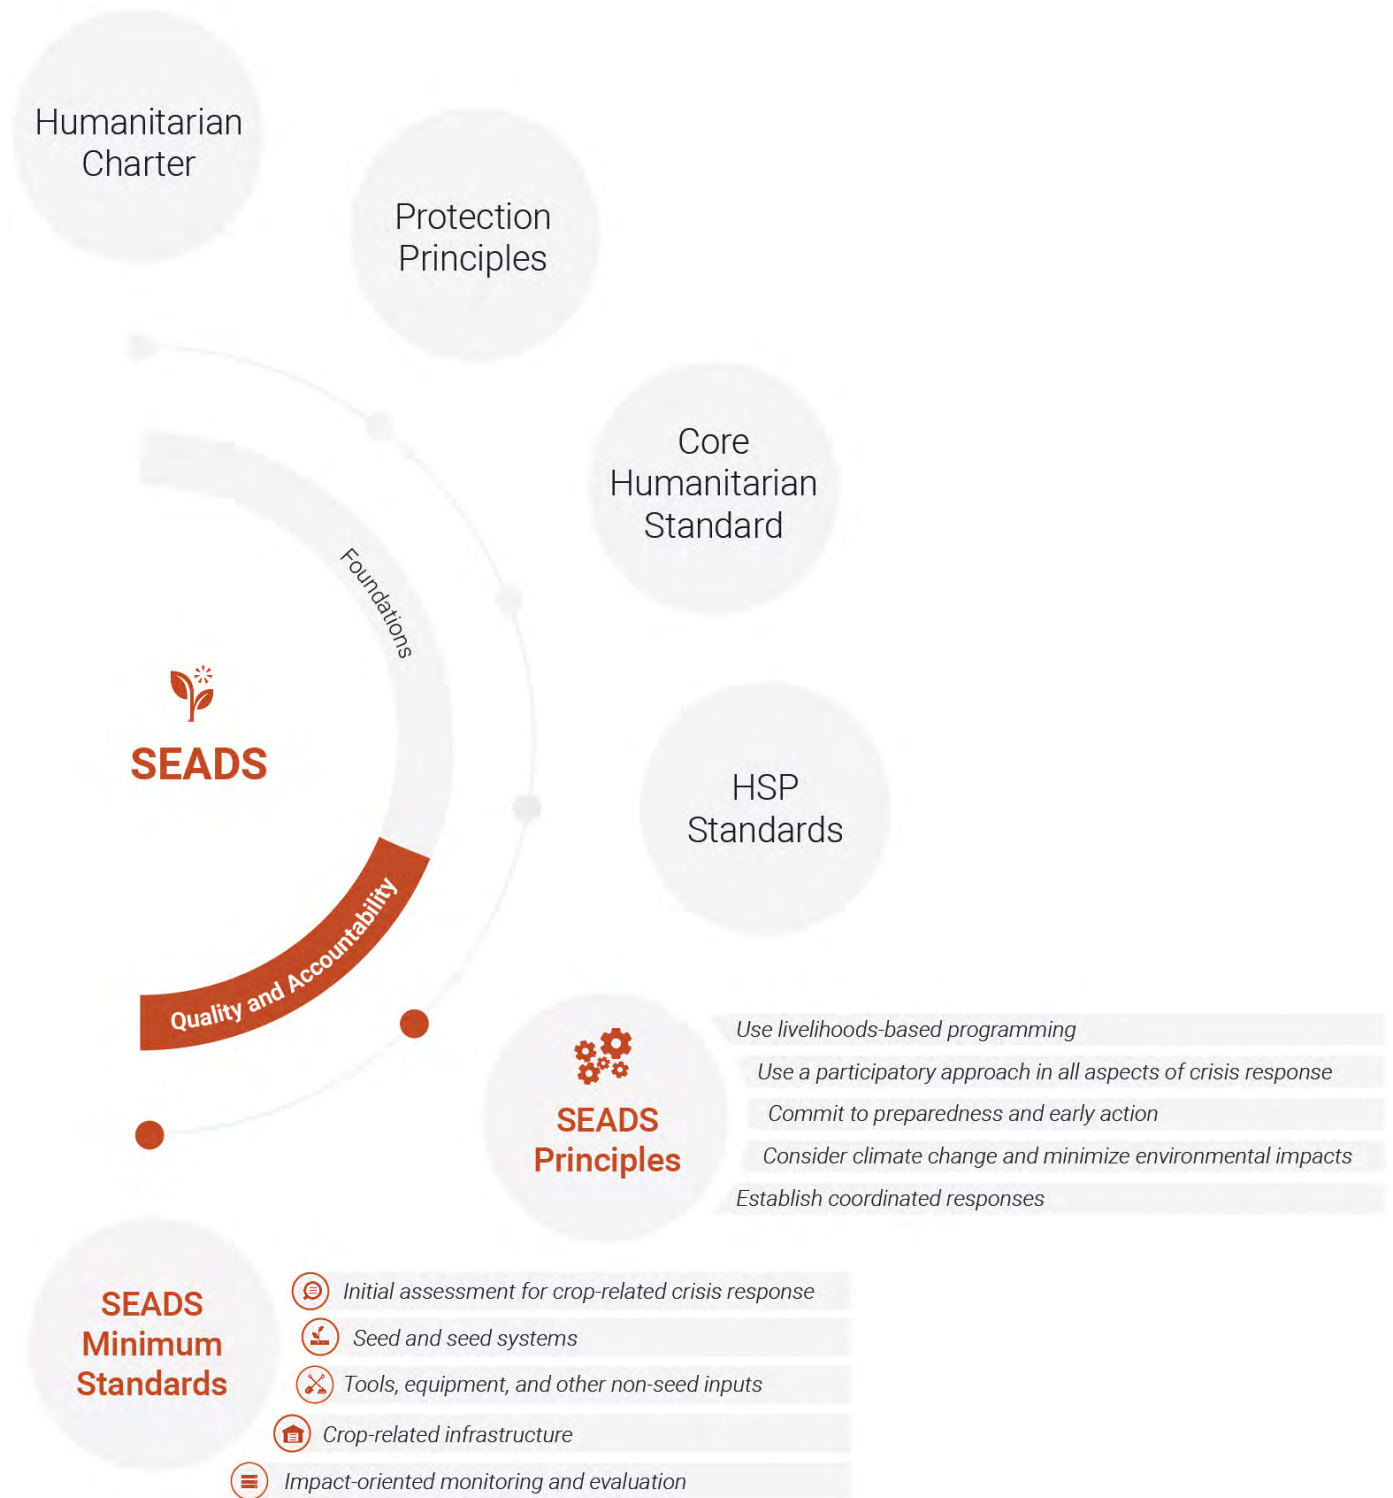 Humanitarian
Charter
Protection
Principles
Core
Humanitarian
Standard
Foundations
SEADS
HSP
Standards
Quality and Accountability
SEADS
Principles
Use livelihoods-based programming
Use a participatory approach in all aspects of crisis response
Commit to preparedness and early action
Consider climate change and minimize environmental impacts
Establish coordinated responses
SEADS
Minimum
Standards
Initial assessment for crop-related crisis response
Seed and seed systems
Tools, equipment, and other non-seed inputs
Crop-related infrastructure
Impact-oriented monitoring and evaluation